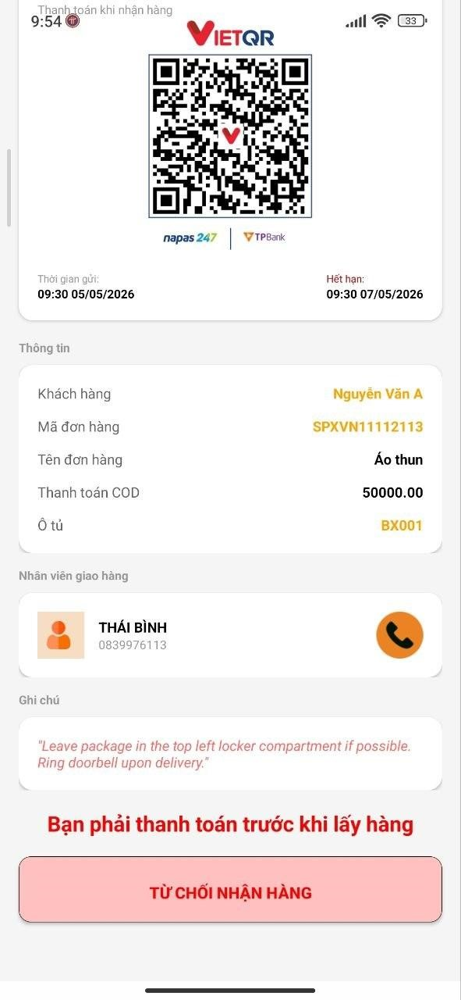 Thanh toán khi nhận hàng
9:54
33
VIETQR
napas 247
TPBank
Thời gian gửi:
Hết hạn:
09:30 05/05/2026
09:30 07/05/2026
Thông tin
Khách hàng
Nguyễn Văn A
Mã đơn hàng
SPXVN11112113
Tên đơn hàng
Áo thun
Thanh toán COD
50000.00
Ô tủ
BX001
Nhân viên giao hàng
THÁI BÌNH
0839976113
Ghi chú
"Leave package in the top left locker compartment if possible.
Ring doorbell upon delivery."
Bạn phải thanh toán trước khi lấy hàng
TỪ CHỐI NHẬN HÀNG